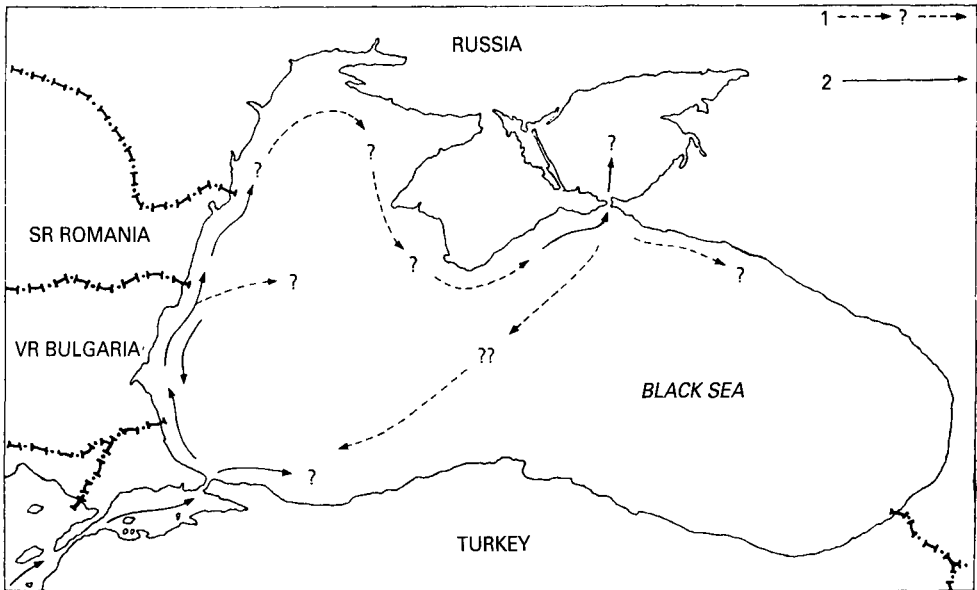 1 ?
RUSSIA
2
?
?
?
SR ROMANIA
?
?
?
VR BULGARIA
??
BLACK SEA
?
TURKEY